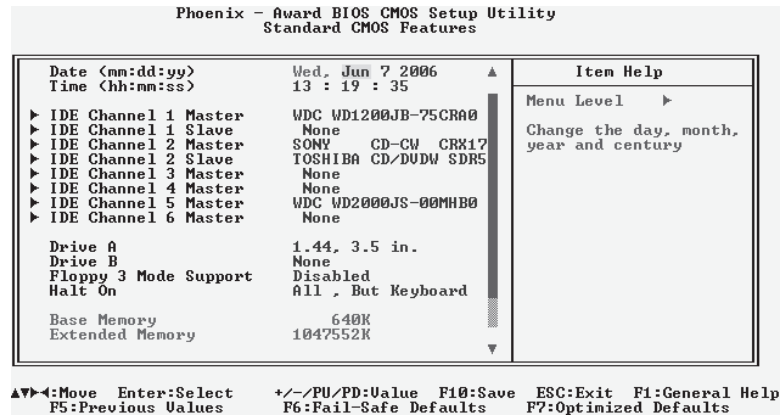 Phoenix - Award BIOS CMOS Setup Utility
Standard CMOS Features
Date (mm:dd:yy) Wed, Jun 7 2006
Time (hh:mm:ss) 13 : 19 : 35
IDE Channel 1 Master WDC WD1200JB-75CRA0
IDE Channel 1 Slave None
IDE Channel 2 Master SONY CD-CW CRX17
IDE Channel 2 Slave TOSHIBA CD/DVDW SDR5
IDE Channel 3 Master None
IDE Channel 4 Master None
IDE Channel 5 Master WDC WD2000JS-00MHB0
IDE Channel 6 Master None
Drive A 1.44, 3.5 in.
Drive B None
Floppy 3 Mode Support Disabled
Halt On All , But Keyboard
Base Memory 640K
Extended Memory 1047552K
Item Help
Menu Level ►
Change the day, month,
year and century
▲▼►◄:Move Enter:Select +/-/PU/PD:Value F10:Save ESC:Exit F1:General Help
F5:Previous Values F6:Fail-Safe Defaults F7:Optimized Defaults